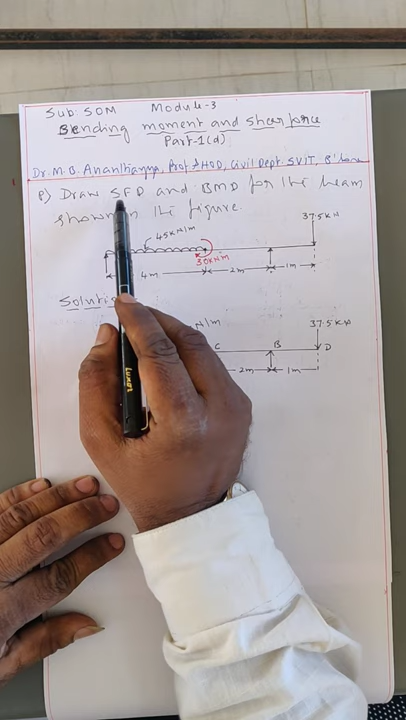 Sub: SOM Module-3
Bending moment and shear force
Part-1(d)
Dr. M.B. Ananthayya, Prof & HOD, Civil Dept. SVIT, B'lore
P) Draw SFD and BMD for the beam
shown in the figure.
37.5KN
45KN/m
30KNm
4m 2m 1m
Solution
N/m 37.5KN
C B D
2m 1m
LUXOR